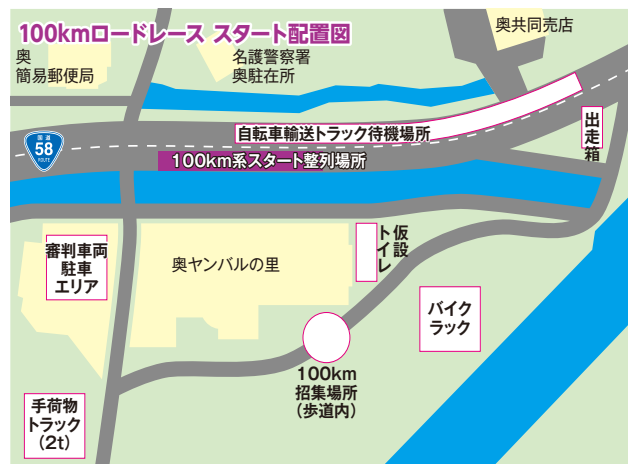 100kmロードレース スタート配置図
奥
簡易郵便局
名護警察署
奥駐在所
奥共同売店
自転車輸送トラック待機場所
出走箱
国道
58
ROUTE
100km系スタート整列場所
審判車両
駐車
エリア
奥ヤンバルの里
仮設
トイレ
バイク
ラック
100km
招集場所
(歩道内)
手荷物
トラック
(2t)